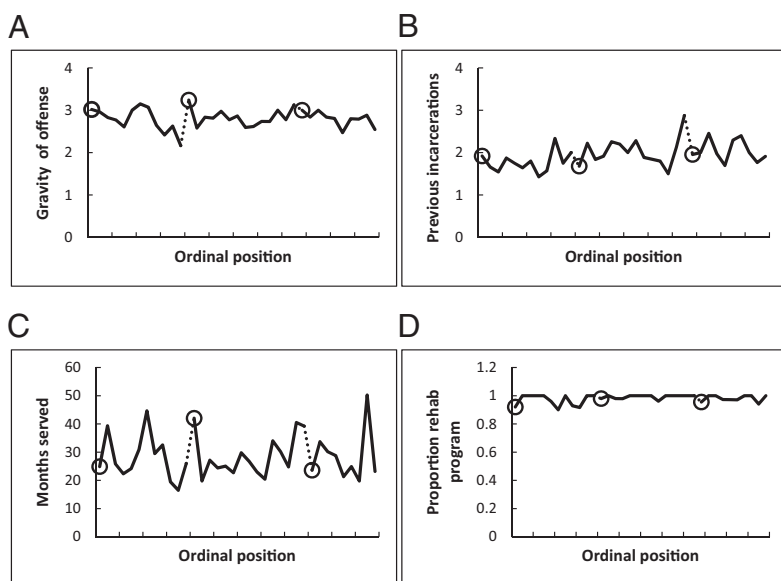 A
4
3
2
1
0
Gravity of offense
Ordinal position
B
4
3
2
1
0
Previous incarcerations
Ordinal position
C
60
50
40
30
20
10
0
Months served
Ordinal position
D
1.2
1
0.8
0.6
0.4
0.2
0
Proportion rehab
program
Ordinal position